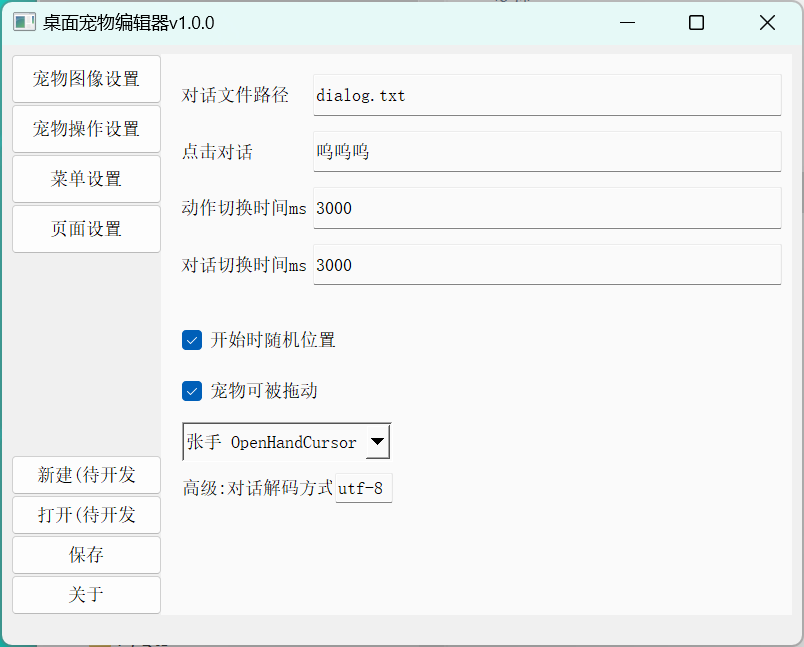 桌面宠物编辑器v1.0.0
宠物图像设置
宠物操作设置
菜单设置
页面设置
新建(待开发
打开(待开发
保存
关于
对话文件路径 dialog.txt
点击对话 呜呜呜
动作切换时间ms 3000
对话切换时间ms 3000
开始时随机位置
宠物可被拖动
张手 OpenHandCursor
高级:对话解码方式 utf-8